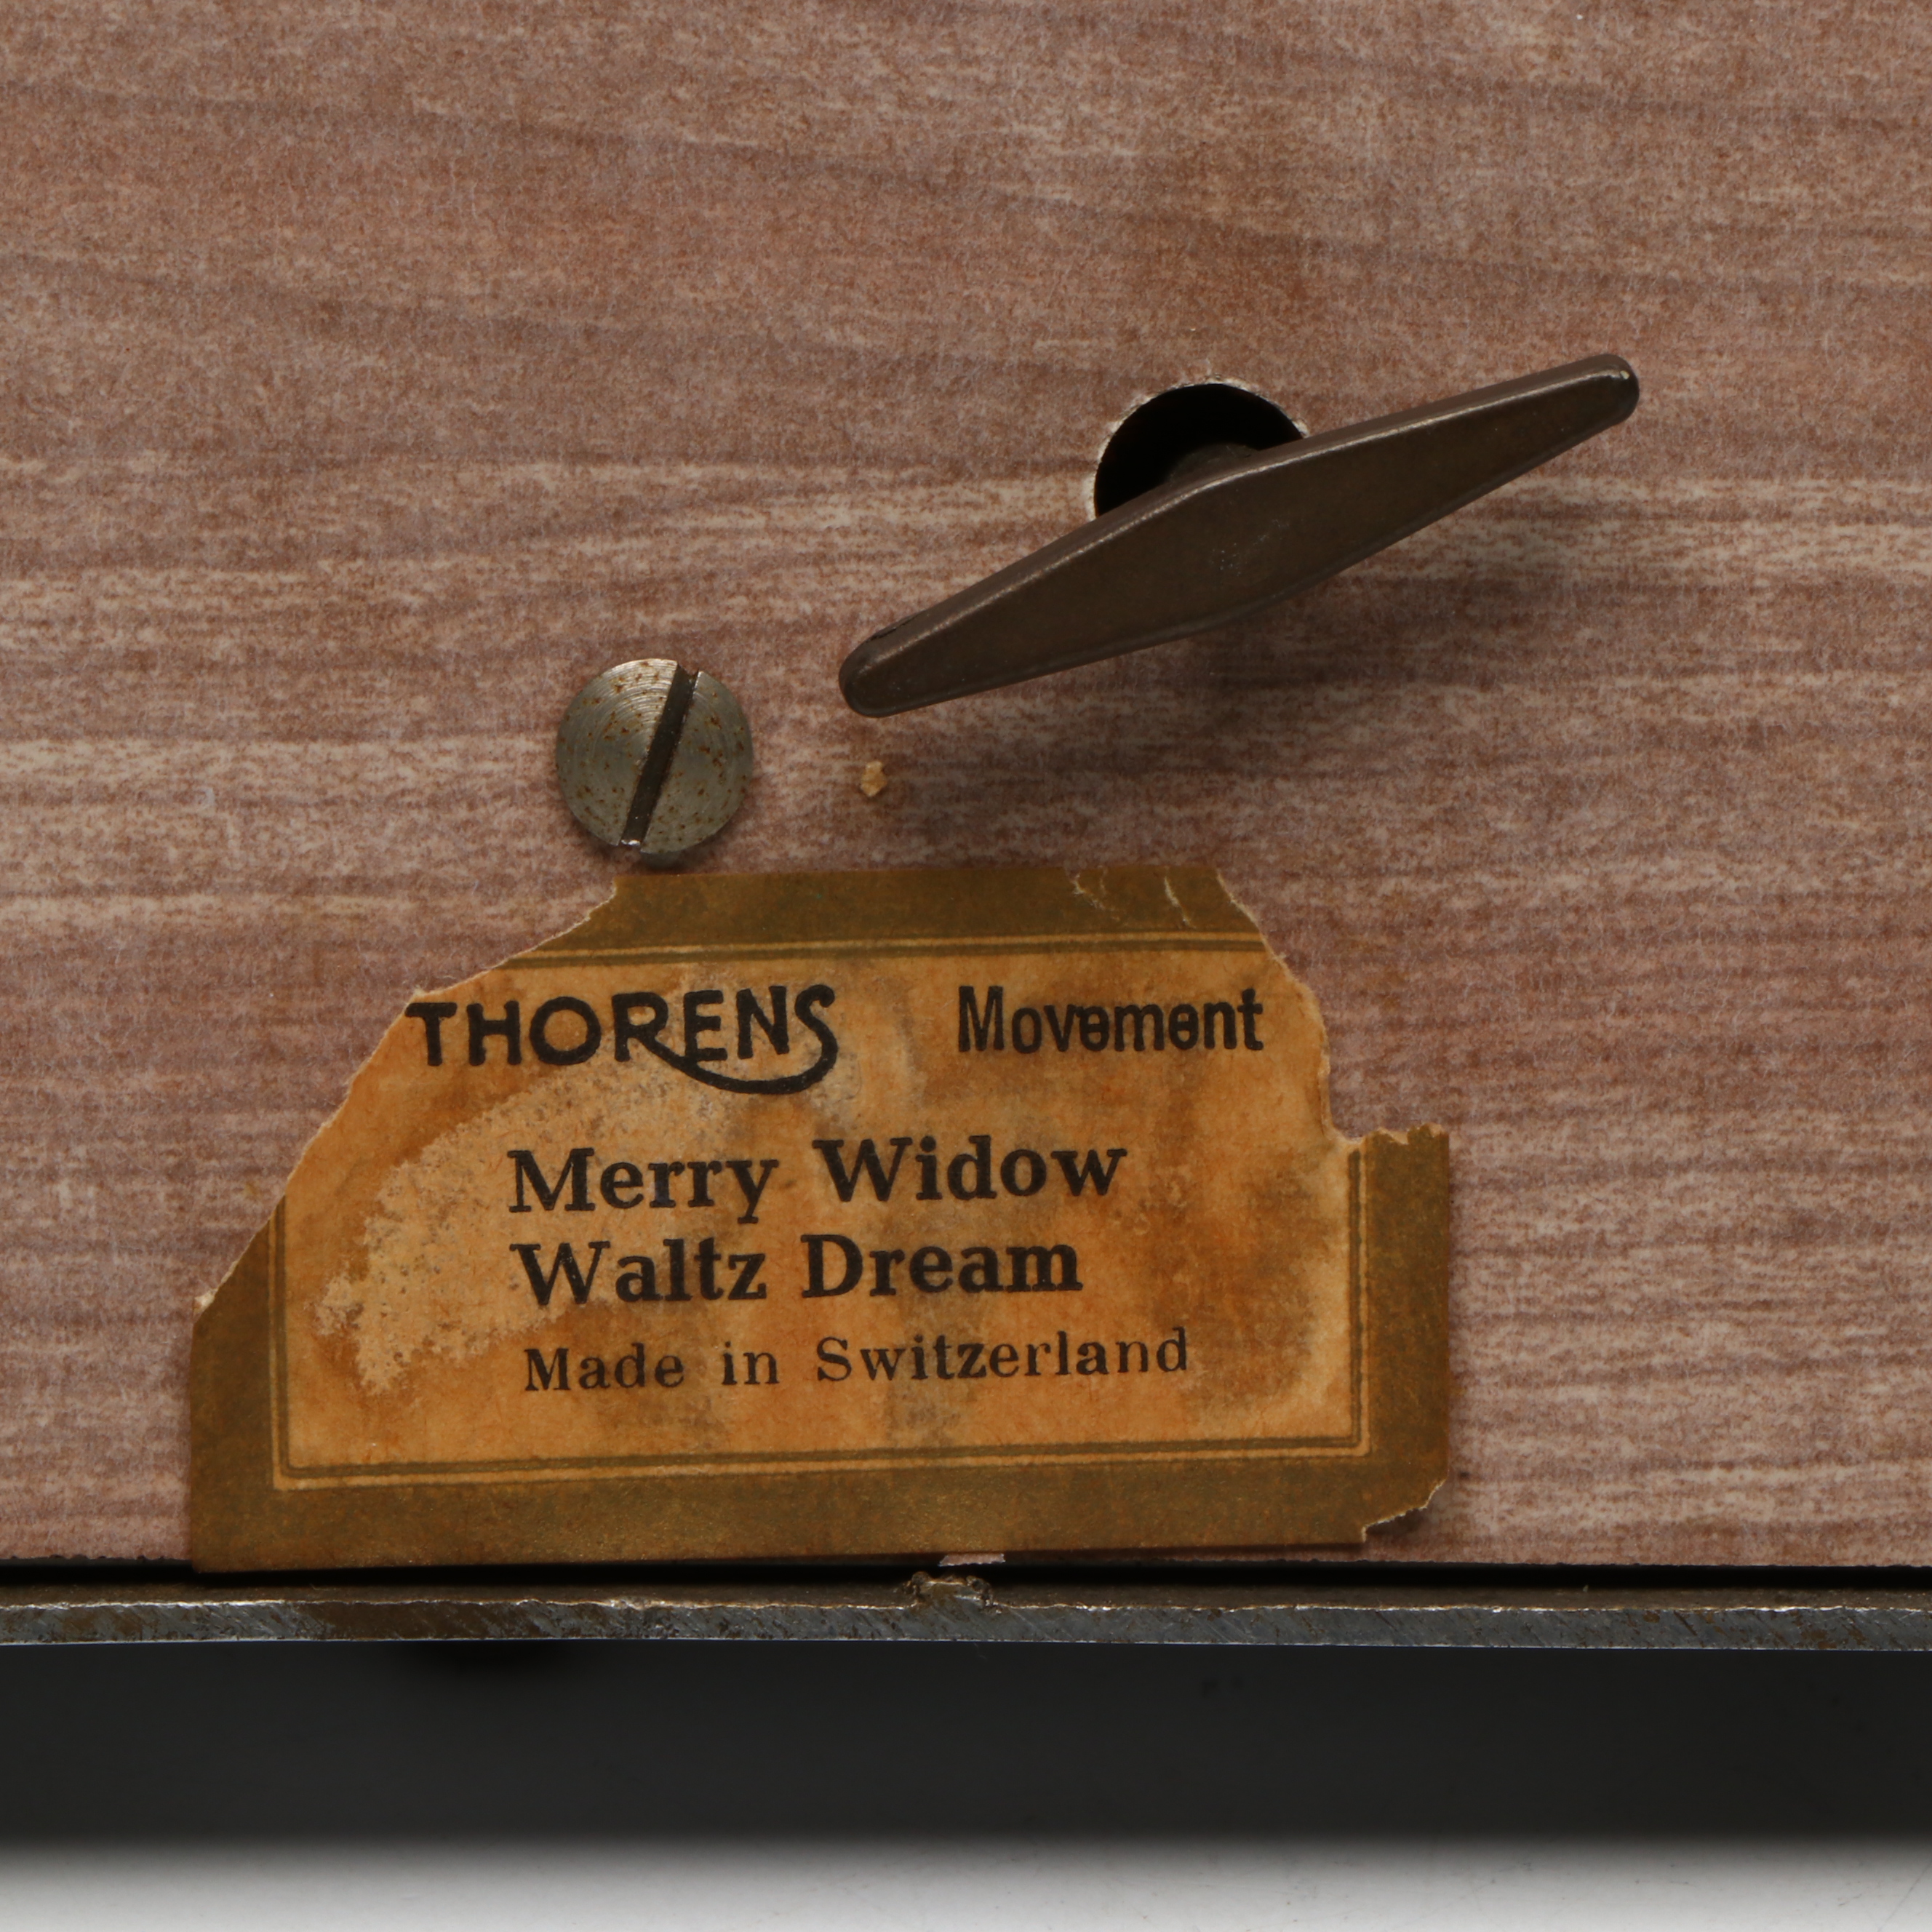 THORENS Movement
Merry Widow
Waltz Dream
Made in Switzerland